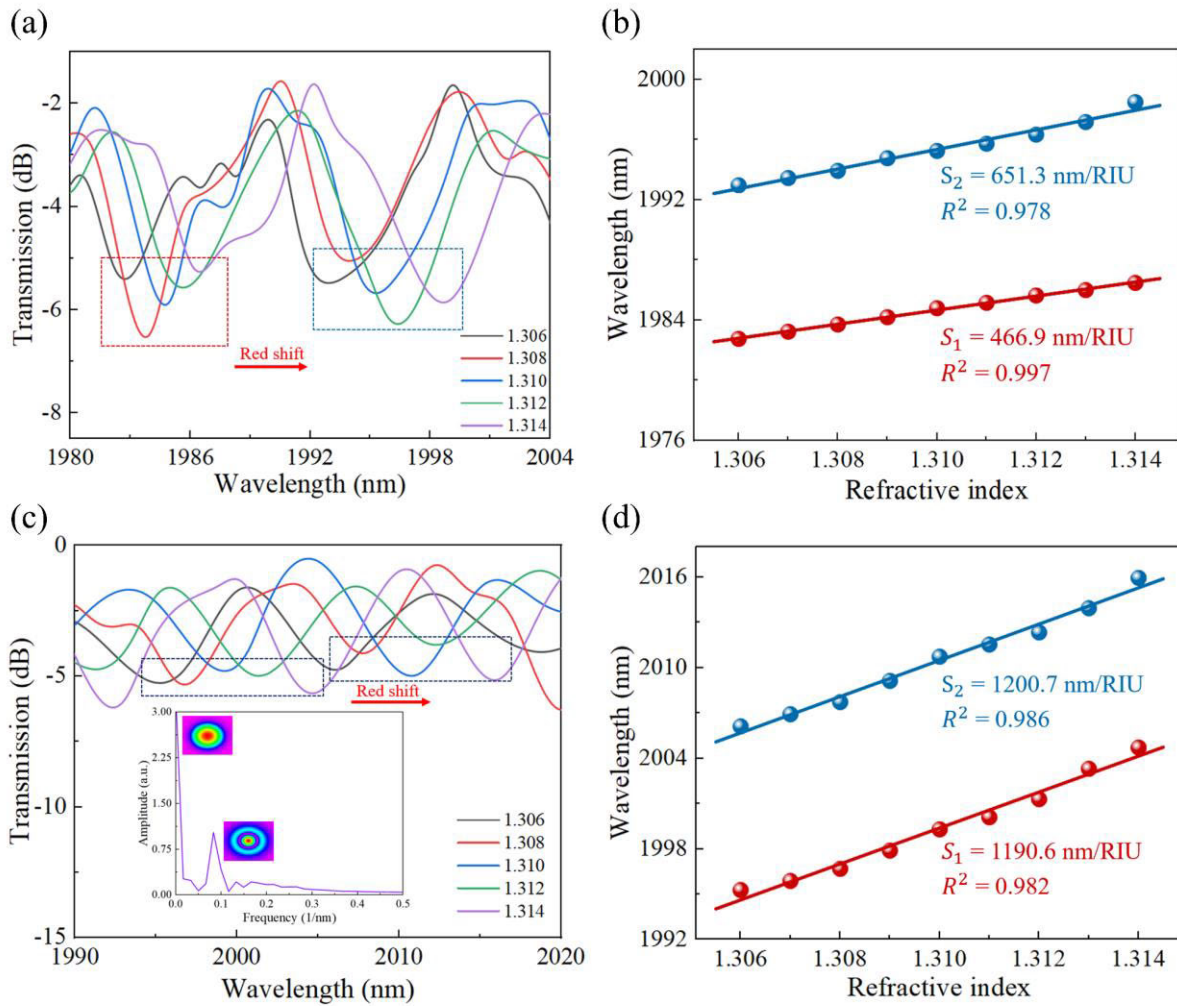 (a)
Transmission (dB)
-2
-4
-6
-8
1980 1986 1992 1998 2004
Wavelength (nm)
Red shift
1.306
1.308
1.310
1.312
1.314
(b)
Wavelength (nm)
2000
1992
1984
1976
S₂ = 651.3 nm/RIU
R² = 0.978
S₁ = 466.9 nm/RIU
R² = 0.997
1.306 1.308 1.310 1.312 1.314
Refractive index
(c)
Transmission (dB)
0
-5
-10
-15
1990 2000 2010 2020
Wavelength (nm)
Red shift
Amplitude (a.u.)
3.00
2.25
1.50
0.75
0.00
0.0 0.1 0.2 0.3 0.4 0.5
Frequency (1/nm)
1.306
1.308
1.310
1.312
1.314
(d)
Wavelength (nm)
2016
2010
2004
1998
1992
S₂ = 1200.7 nm/RIU
R² = 0.986
S₁ = 1190.6 nm/RIU
R² = 0.982
1.306 1.308 1.310 1.312 1.314
Refractive index